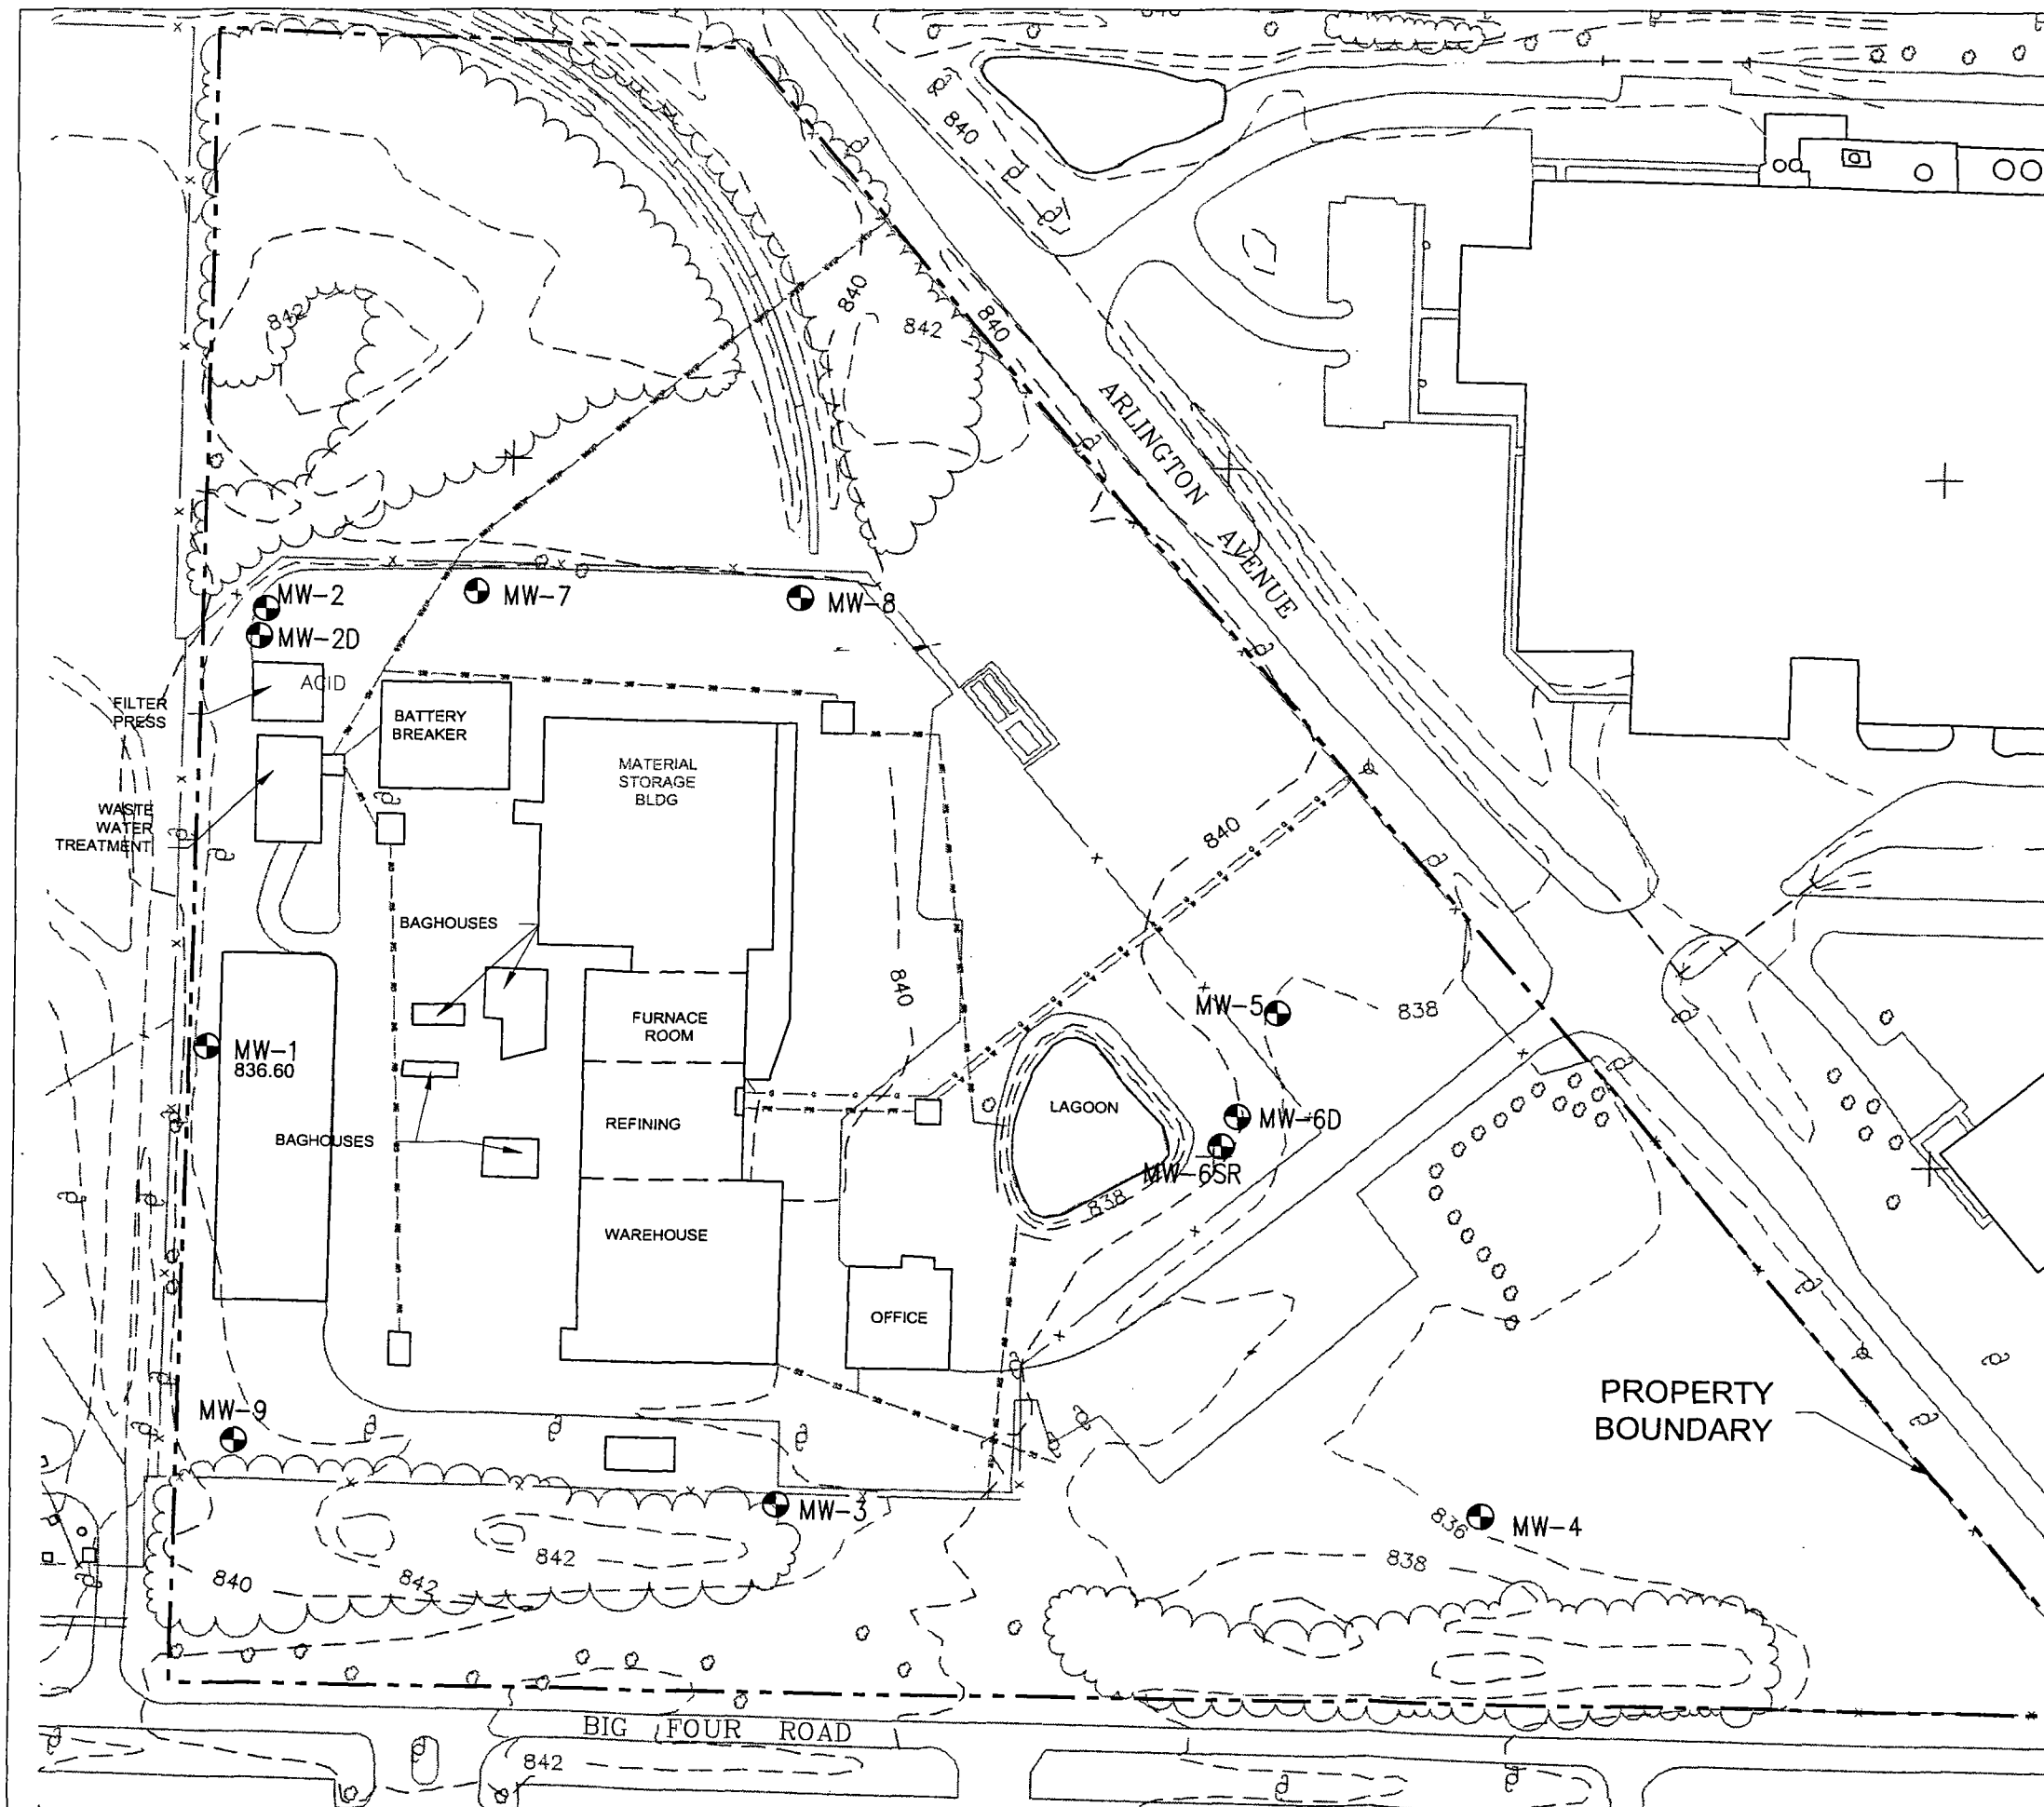 840
842
840
842
840
ARLINGTON AVENUE
MW-2
MW-7
MW-8
MW-2D
ACID
FILTER
PRESS
BATTERY
BREAKER
MATERIAL
STORAGE
BLDG
WASTE
WATER
TREATMENT
840
BAGHOUSES
840
MW-5
838
FURNACE
ROOM
MW-1
836.60
LAGOON
MW-6D
REFINING
BAGHOUSES
MW-6SR
838
WAREHOUSE
OFFICE
PROPERTY
BOUNDARY
MW-9
MW-3
836
MW-4
842
838
840
842
BIG FOUR ROAD
842